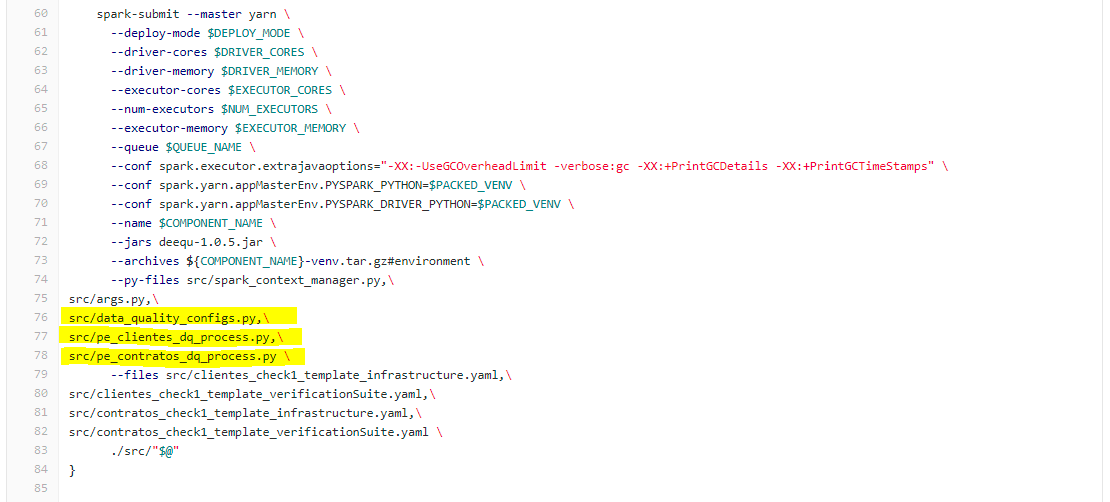 60 spark-submit --master yarn \
61 --deploy-mode $DEPLOY_MODE \
62 --driver-cores $DRIVER_CORES \
63 --driver-memory $DRIVER_MEMORY \
64 --executor-cores $EXECUTOR_CORES \
65 --num-executors $NUM_EXECUTORS \
66 --executor-memory $EXECUTOR_MEMORY \
67 --queue $QUEUE_NAME \
68 --conf spark.executor.extrajavaoptions="-XX:-UseGCOverheadLimit -verbose:gc -XX:+PrintGCDetails -XX:+PrintGCTimeStamps" \
69 --conf spark.yarn.appMasterEnv.PYSPARK_PYTHON=$PACKED_VENV \
70 --conf spark.yarn.appMasterEnv.PYSPARK_DRIVER_PYTHON=$PACKED_VENV \
71 --name $COMPONENT_NAME \
72 --jars deequ-1.0.5.jar \
73 --archives ${COMPONENT_NAME}-venv.tar.gz#environment \
74 --py-files src/spark_context_manager.py,\
75 src/args.py,\
76 src/data_quality_configs.py,\
77 src/pe_clientes_dq_process.py,\
78 src/pe_contratos_dq_process.py \
79 --files src/clientes_check1_template_infrastructure.yaml,\
80 src/clientes_check1_template_verificationSuite.yaml,\
81 src/contratos_check1_template_infrastructure.yaml,\
82 src/contratos_check1_template_verificationSuite.yaml \
83 ./src/"$@"
84 }
85